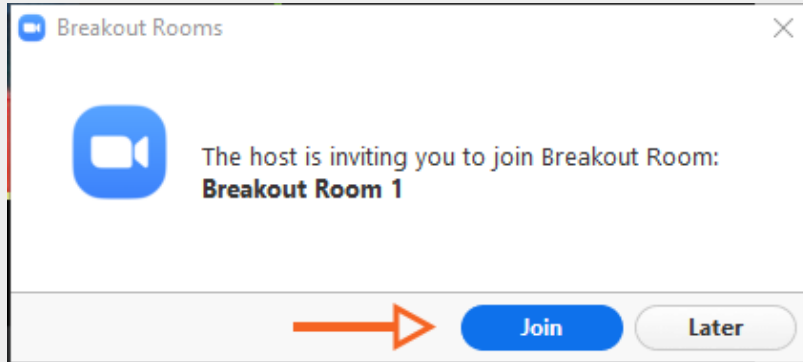 Breakout Rooms
The host is inviting you to join Breakout Room:
Breakout Room 1
Join
Later